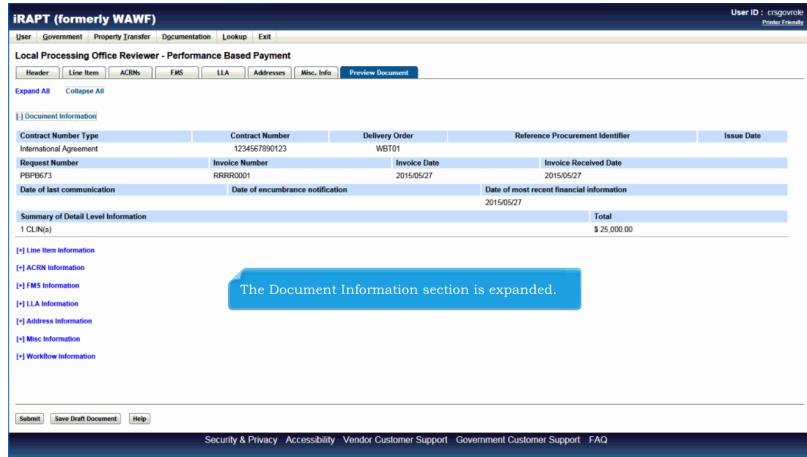 User ID : crsgovrole
iRAPT (formerly WAWF)
Printer Friendly
User Government Property Transfer Documentation Lookup Exit
Local Processing Office Reviewer - Performance Based Payment
Header Line Item ACRNs FMS LLA Addresses Misc. Info Preview Document
Expand All Collapse All
[-] Document Information
Contract Number Type Contract Number Delivery Order Reference Procurement Identifier Issue Date
International Agreement 1234567890123 WBT01
Request Number Invoice Number Invoice Date Invoice Received Date
PBPB673 RRRR0001 2015/05/27 2015/05/27
Date of last communication Date of encumbrance notification Date of most recent financial information
2015/05/27
Summary of Detail Level Information Total
1 CLIN(s) $ 25,000.00
[+] Line Item Information
[+] ACRN Information
[+] FMS Information
The Document Information section is expanded.
[+] LLA Information
[+] Address Information
[+] Misc Information
[+] Workflow Information
Submit Save Draft Document Help
Security & Privacy Accessibility Vendor Customer Support Government Customer Support FAQ